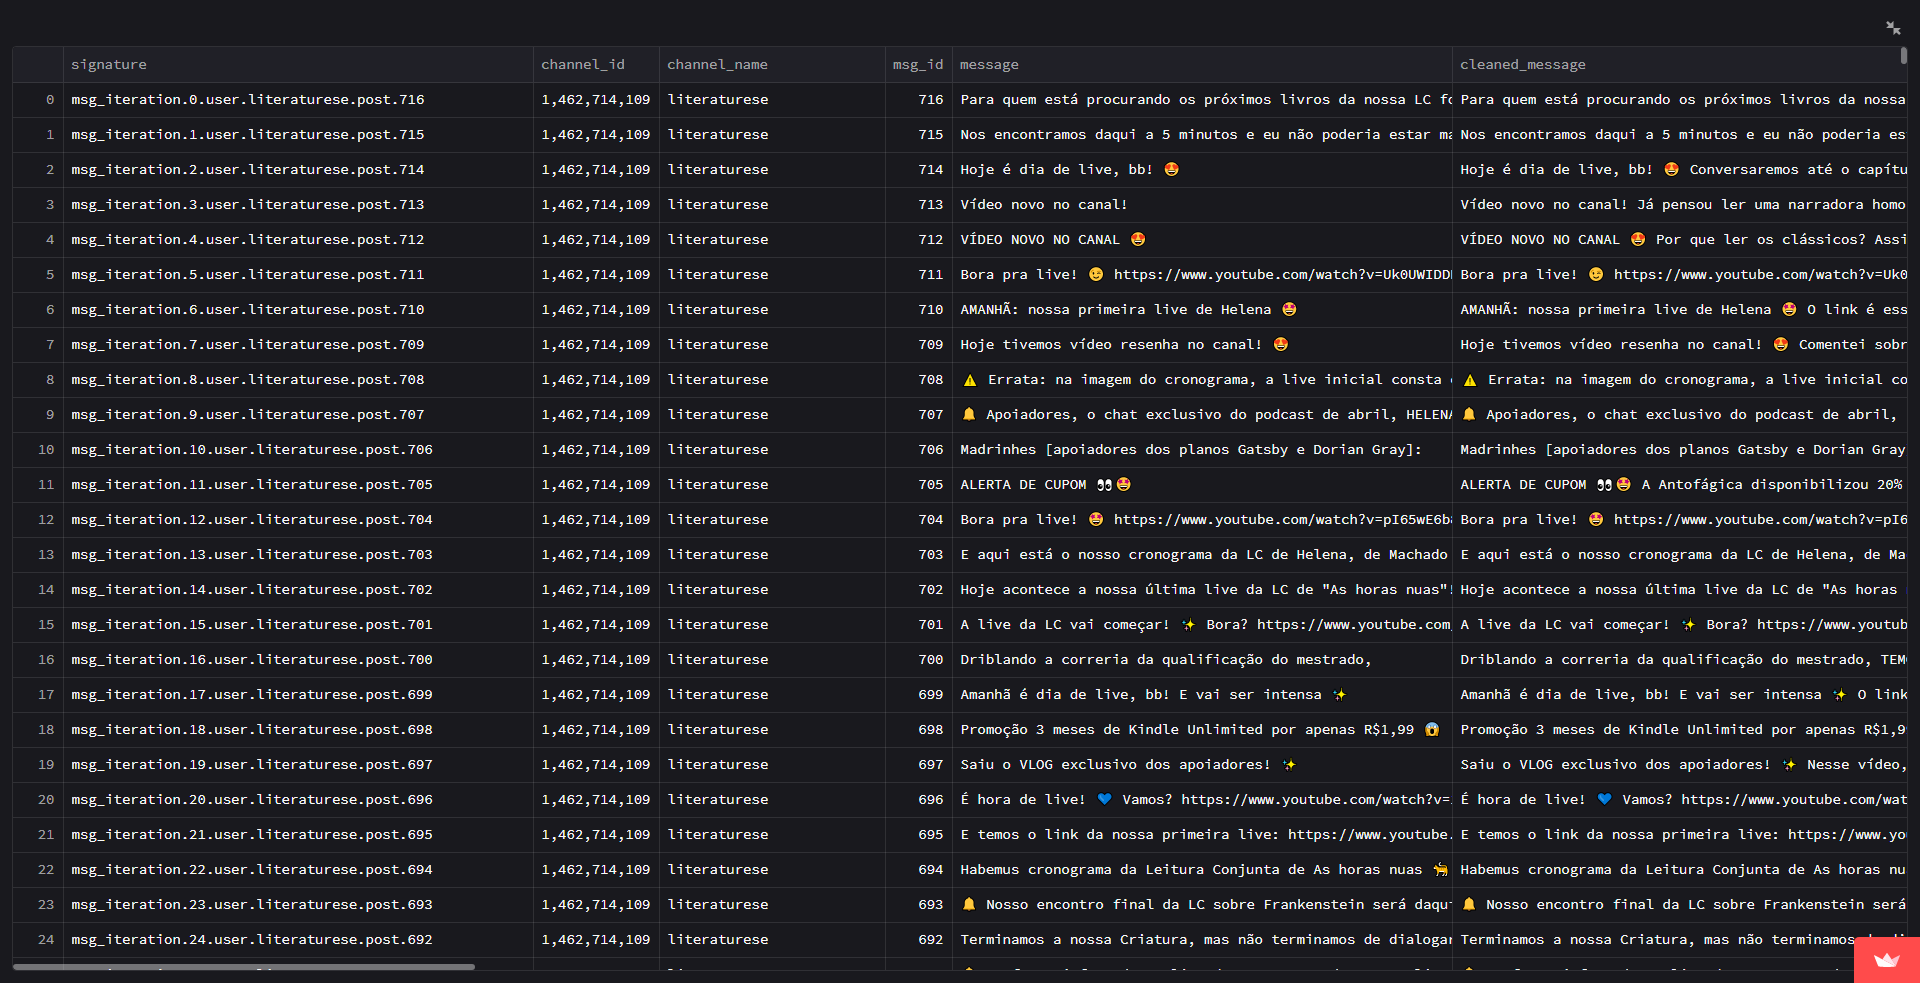 signature channel_id channel_name msg_id message cleaned_message
0 msg_iteration.0.user.literaturese.post.716 1,462,714,109 literaturese 716 Para quem está procurando os próximos livros da nossa LC Para quem está procurando os próximos livros da nossa
1 msg_iteration.1.user.literaturese.post.715 1,462,714,109 literaturese 715 Nos encontramos daqui a 5 minutos e eu não poderia estar Nos encontramos daqui a 5 minutos e eu não poderia
2 msg_iteration.2.user.literaturese.post.714 1,462,714,109 literaturese 714 Hoje é dia de live, bb! 🤩 Hoje é dia de live, bb! 🤩 Conversaremos até o
3 msg_iteration.3.user.literaturese.post.713 1,462,714,109 literaturese 713 Vídeo novo no canal! Vídeo novo no canal! Já pensou ler uma narradora
4 msg_iteration.4.user.literaturese.post.712 1,462,714,109 literaturese 712 VÍDEO NOVO NO CANAL 🤩 VÍDEO NOVO NO CANAL 🤩 Por que ler os clássicos?
5 msg_iteration.5.user.literaturese.post.711 1,462,714,109 literaturese 711 Bora pra live! 😉 https://www.youtube.com/watch?v=Uk0UWIDD Bora pra live! 😉 https://www.youtube.com/watch?v=Uk0
6 msg_iteration.6.user.literaturese.post.710 1,462,714,109 literaturese 710 AMANHÃ: nossa primeira live de Helena 🤩 AMANHÃ: nossa primeira live de Helena 🤩 O link é
7 msg_iteration.7.user.literaturese.post.709 1,462,714,109 literaturese 709 Hoje tivemos vídeo resenha no canal! 🤩 Hoje tivemos vídeo resenha no canal! 🤩 Comentei
8 msg_iteration.8.user.literaturese.post.708 1,462,714,109 literaturese 708 ⚠️ Errata: na imagem do cronograma, a live inicial consta ⚠️ Errata: na imagem do cronograma, a live inicial
9 msg_iteration.9.user.literaturese.post.707 1,462,714,109 literaturese 707 🔔 Apoiadores, o chat exclusivo do podcast de abril, HELENA 🔔 Apoiadores, o chat exclusivo do podcast de abril,
10 msg_iteration.10.user.literaturese.post.706 1,462,714,109 literaturese 706 Madrinhes [apoiadores dos planos Gatsby e Dorian Gray]: Madrinhes [apoiadores dos planos Gatsby e Dorian Gray
11 msg_iteration.11.user.literaturese.post.705 1,462,714,109 literaturese 705 ALERTA DE CUPOM 👀🤩 ALERTA DE CUPOM 👀🤩 A Antofágica disponibilizou 20%
12 msg_iteration.12.user.literaturese.post.704 1,462,714,109 literaturese 704 Bora pra live! 🤩 https://www.youtube.com/watch?v=pI65wE6b Bora pra live! 🤩 https://www.youtube.com/watch?v=pI6
13 msg_iteration.13.user.literaturese.post.703 1,462,714,109 literaturese 703 E aqui está o nosso cronograma da LC de Helena, de Machado E aqui está o nosso cronograma da LC de Helena, de Ma
14 msg_iteration.14.user.literaturese.post.702 1,462,714,109 literaturese 702 Hoje acontece a nossa última live da LC de "As horas nuas" Hoje acontece a nossa última live da LC de "As horas
15 msg_iteration.15.user.literaturese.post.701 1,462,714,109 literaturese 701 A live da LC vai começar! ✨ Bora? https://www.youtube.com A live da LC vai começar! ✨ Bora? https://www.youtub
16 msg_iteration.16.user.literaturese.post.700 1,462,714,109 literaturese 700 Driblando a correria da qualificação do mestrado, Driblando a correria da qualificação do mestrado,
17 msg_iteration.17.user.literaturese.post.699 1,462,714,109 literaturese 699 Amanhã é dia de live, bb! E vai ser intensa ✨ Amanhã é dia de live, bb! E vai ser intensa ✨ O link
18 msg_iteration.18.user.literaturese.post.698 1,462,714,109 literaturese 698 Promoção 3 meses de Kindle Unlimited por apenas R$1,99 😱 Promoção 3 meses de Kindle Unlimited por apenas R$1,9
19 msg_iteration.19.user.literaturese.post.697 1,462,714,109 literaturese 697 Saiu o VLOG exclusivo dos apoiadores! ✨ Saiu o VLOG exclusivo dos apoiadores! ✨ Nesse vídeo,
20 msg_iteration.20.user.literaturese.post.696 1,462,714,109 literaturese 696 É hora de live! 💙 Vamos? https://www.youtube.com/watch?v= É hora de live! 💙 Vamos? https://www.youtube.com/wat
21 msg_iteration.21.user.literaturese.post.695 1,462,714,109 literaturese 695 E temos o link da nossa primeira live: https://www.youtube. E temos o link da nossa primeira live: https://www.yo
22 msg_iteration.22.user.literaturese.post.694 1,462,714,109 literaturese 694 Habemus cronograma da Leitura Conjunta de As horas nuas 🐈 Habemus cronograma da Leitura Conjunta de As horas nu
23 msg_iteration.23.user.literaturese.post.693 1,462,714,109 literaturese 693 🔔 Nosso encontro final da LC sobre Frankenstein será 🔔 Nosso encontro final da LC sobre Frankenstein será
24 msg_iteration.24.user.literaturese.post.692 1,462,714,109 literaturese 692 Terminamos a nossa Criatura, mas não terminamos de dialogar Terminamos a nossa Criatura, mas não terminamos